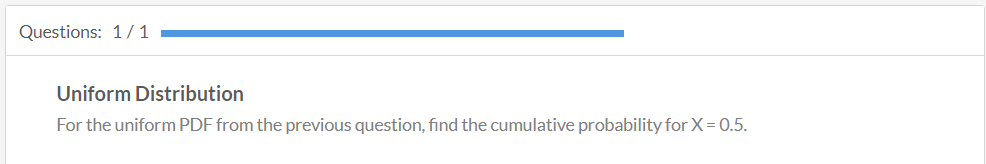 Questions: 1 / 1
Uniform Distribution
For the uniform PDF from the previous question, find the cumulative probability for X = 0.5.